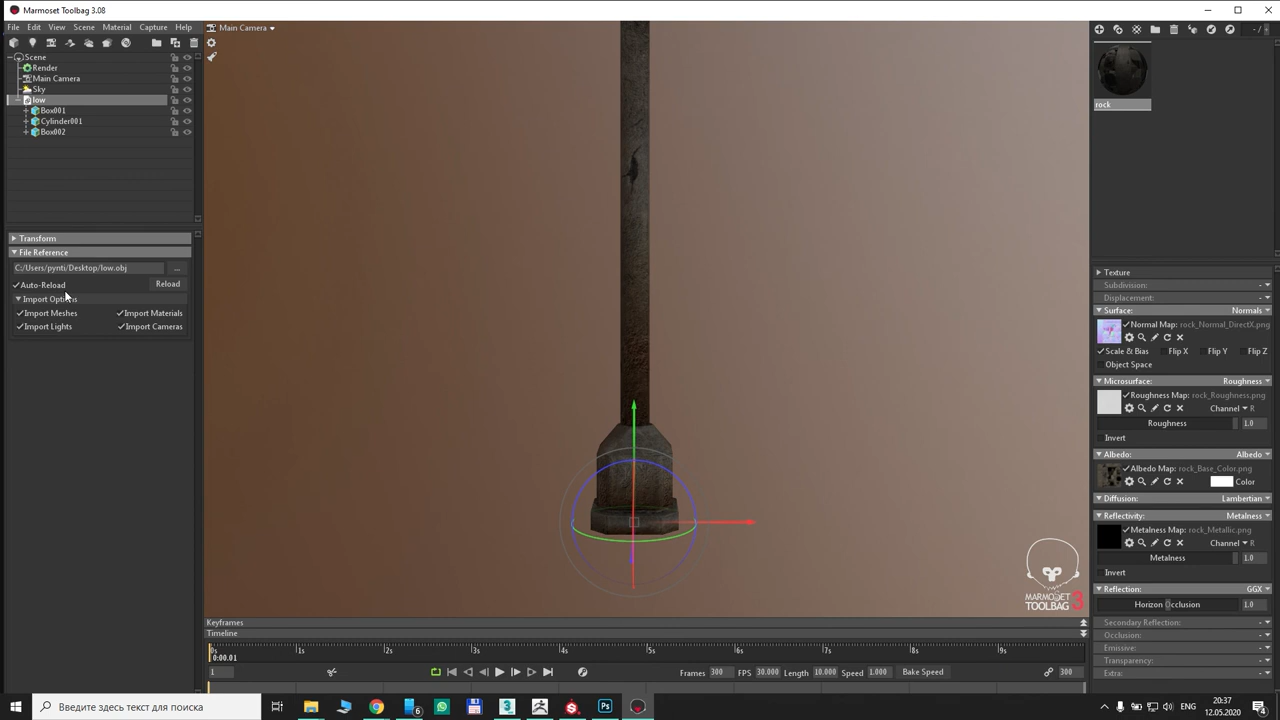 Marmoset Toolbag 3.08
File Edit View Scene Material Capture Help
Main Camera
Scene
Render
Main Camera
Sky
low
Box001
Cylinder001
Box002
Transform
File Reference
C:/Users/pynti/Desktop/low.obj ...
Auto-Reload Reload
Import Options
Import Meshes Import Materials
Import Lights Import Cameras
rock
Texture
Subdivision: -
Displacement: -
Surface: Normals
Normal Map: rock_Normal_DirectX.png
Scale & Bias Flip X Flip Y Flip Z
Object Space
Microsurface: Roughness
Roughness Map: rock_Roughness.png
Channel R
Roughness 1.0
Invert
Albedo: Albedo
Albedo Map: rock_Base_Color.png
Color
Diffusion: Lambertian
Reflectivity: Metalness
Metalness Map: rock_Metallic.png
Channel R
Metalness 1.0
Invert
Reflection: GGX
Horizon Occlusion 1.0
Secondary Reflection: -
Occlusion: -
Emissive: -
Transparency: -
Extra: -
MARMOSET
TOOLBAG 3
Keyframes
Timeline
0s 1s 2s 3s 4s 5s 6s 7s 8s 9s
0:00.01
1 Frames 300 FPS 30.000 Length 10.000 Speed 1.000 Bake Speed 300
Введите здесь текст для поиска
6
3
ENG
20:37
12.05.2020
4